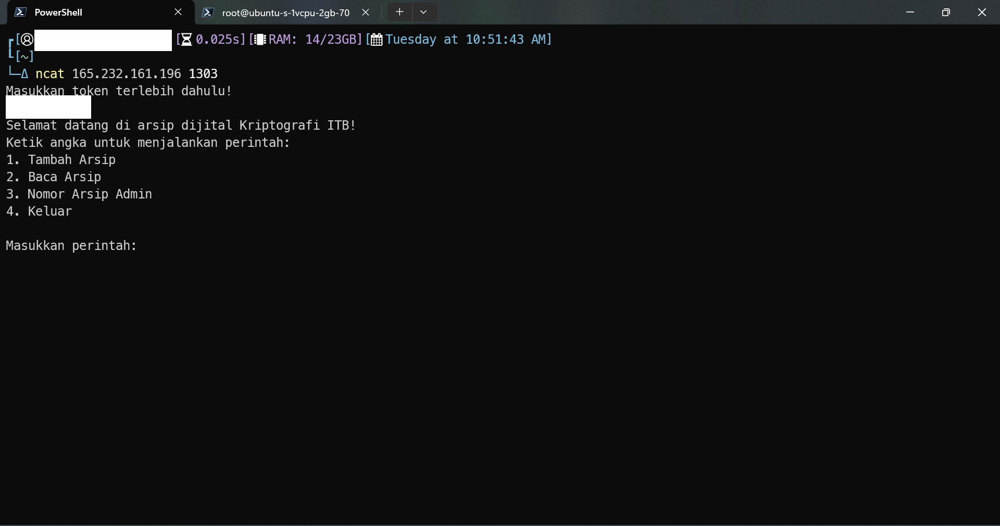 PowerShell
root@ubuntu-s-1vcpu-2gb-70
[0.025s][RAM: 14/23GB][Tuesday at 10:51:43 AM]
[~]
└─Δ ncat 165.232.161.196 1303
Masukkan token terlebih dahulu!
Selamat datang di arsip dijital Kriptografi ITB!
Ketik angka untuk menjalankan perintah:
1. Tambah Arsip
2. Baca Arsip
3. Nomor Arsip Admin
4. Keluar
Masukkan perintah: